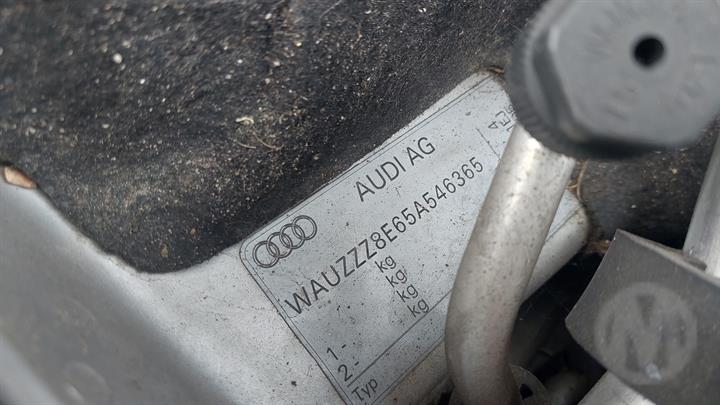 AUDI AG
WAUZZZ8E65A546365
kg
kg
1- kg
2- kg
Typ
M